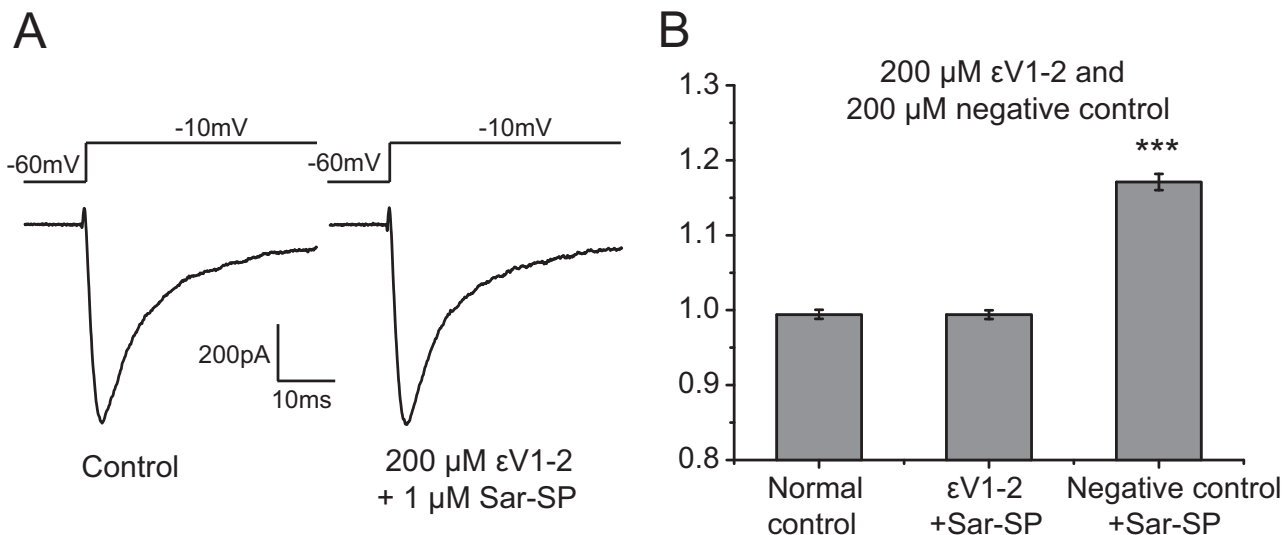 A
-10mV
-60mV
-10mV
-60mV
200pA
10ms
Control
200 µM εV1-2
+ 1 µM Sar-SP
B
200 µM εV1-2 and
200 µM negative control
1.3
1.2
1.1
1.0
0.9
0.8
***
Normal
control
εV1-2
+Sar-SP
Negative control
+Sar-SP